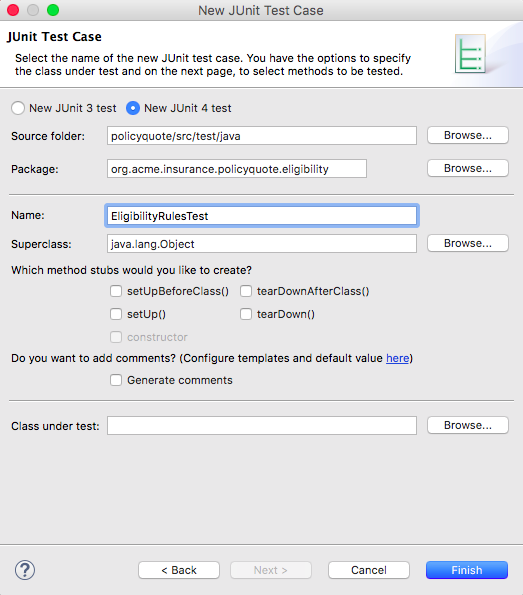 New JUnit Test Case
JUnit Test Case
Select the name of the new JUnit test case. You have the options to specify
the class under test and on the next page, to select methods to be tested.
New JUnit 3 test New JUnit 4 test
Source folder: policyquote/src/test/java Browse...
Package: org.acme.insurance.policyquote.eligibility Browse...
Name: EligibilityRulesTest
Superclass: java.lang.Object Browse...
Which method stubs would you like to create?
setUpBeforeClass() tearDownAfterClass()
setUp() tearDown()
constructor
Do you want to add comments? (Configure templates and default value here)
Generate comments
Class under test: Browse...
? < Back Next > Cancel Finish